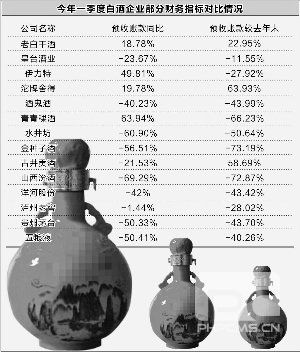 今年一季度白酒企业部分财务指标对比情况
公司名称 预收账款同比 预收账款较去年末
老白干酒 18.78% 22.95%
皇台酒业 -23.67% -11.55%
伊力特 49.81% -27.92%
沱牌舍得 19.78% 63.93%
酒鬼酒 -40.23% -43.99%
青青稞酒 63.94% -66.23%
水井坊 -60.90% -50.64%
金种子酒 -56.51% -73.19%
古井贡酒 -21.53% 58.69%
山西汾酒 -69.29% -72.87%
洋河股份 -42% -43.42%
泸州老窖 -1.44% -28.02%
贵州茅台 -50.33% -43.70%
五粮液 -50.41% -40.26%